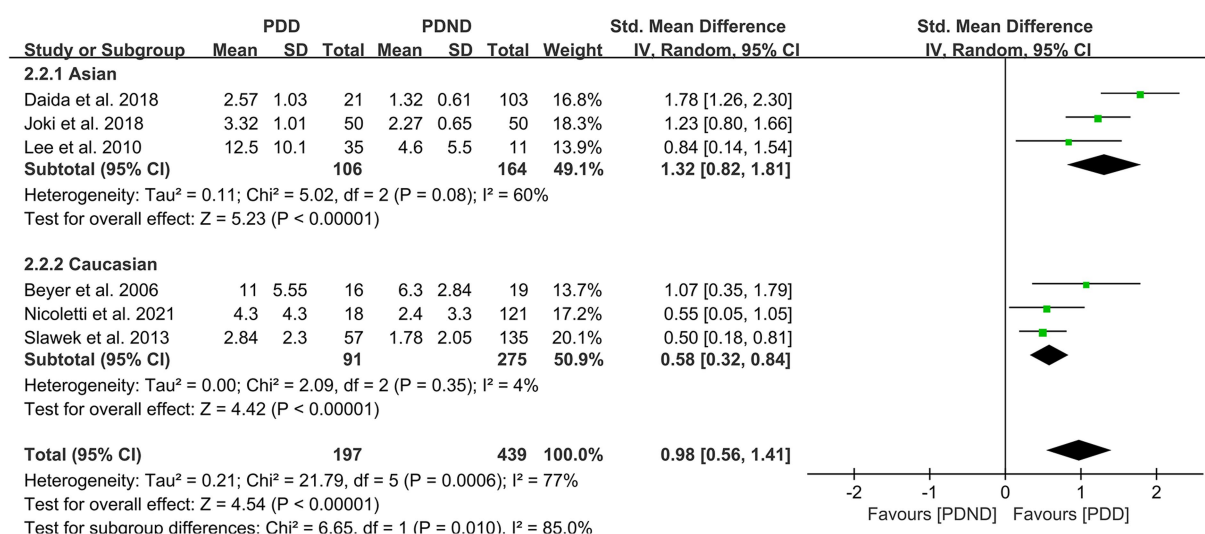 PDD PDND Std. Mean Difference Std. Mean Difference
Study or Subgroup Mean SD Total Mean SD Total Weight IV, Random, 95% CI IV, Random, 95% CI
2.2.1 Asian
Daida et al. 2018 2.57 1.03 21 1.32 0.61 103 16.8% 1.78 [1.26, 2.30]
Joki et al. 2018 3.32 1.01 50 2.27 0.65 50 18.3% 1.23 [0.80, 1.66]
Lee et al. 2010 12.5 10.1 35 4.6 5.5 11 13.9% 0.84 [0.14, 1.54]
Subtotal (95% CI) 106 164 49.1% 1.32 [0.82, 1.81]
Heterogeneity: Tau² = 0.11; Chi² = 5.02, df = 2 (P = 0.08); I² = 60%
Test for overall effect: Z = 5.23 (P < 0.00001)
2.2.2 Caucasian
Beyer et al. 2006 11 5.55 16 6.3 2.84 19 13.7% 1.07 [0.35, 1.79]
Nicoletti et al. 2021 4.3 4.3 18 2.4 3.3 121 17.2% 0.55 [0.05, 1.05]
Slawek et al. 2013 2.84 2.3 57 1.78 2.05 135 20.1% 0.50 [0.18, 0.81]
Subtotal (95% CI) 91 275 50.9% 0.58 [0.32, 0.84]
Heterogeneity: Tau² = 0.00; Chi² = 2.09, df = 2 (P = 0.35); I² = 4%
Test for overall effect: Z = 4.42 (P < 0.00001)
Total (95% CI) 197 439 100.0% 0.98 [0.56, 1.41]
Heterogeneity: Tau² = 0.21; Chi² = 21.79, df = 5 (P = 0.0006); I² = 77%
Test for overall effect: Z = 4.54 (P < 0.00001)
Test for subgroup differences: Chi² = 6.65, df = 1 (P = 0.010), I² = 85.0%
-2 -1 0 1 2
Favours [PDND] Favours [PDD]